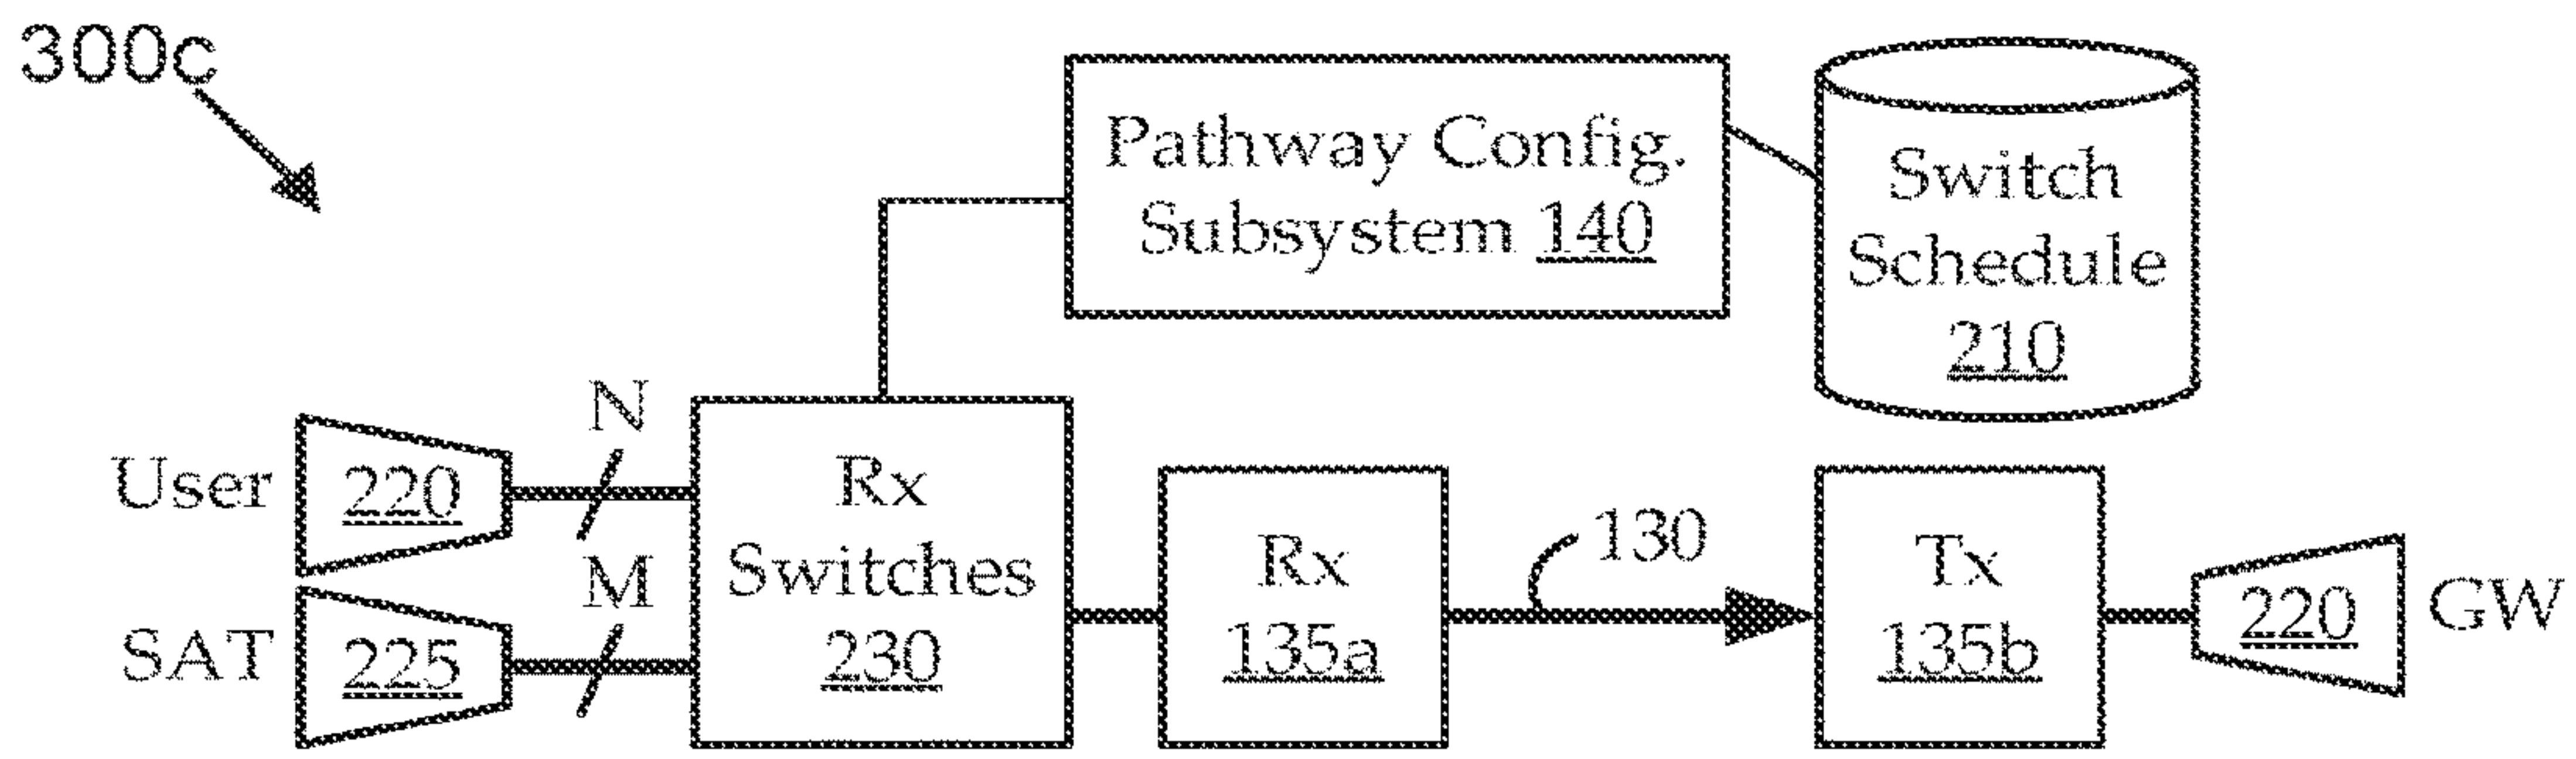 300c
Pathway Config.
Subsystem 140
Switch
Schedule
210
N
User
220
M
SAT
225
Rx
Switches
230
Rx
135a
130
Tx
135b
220
GW